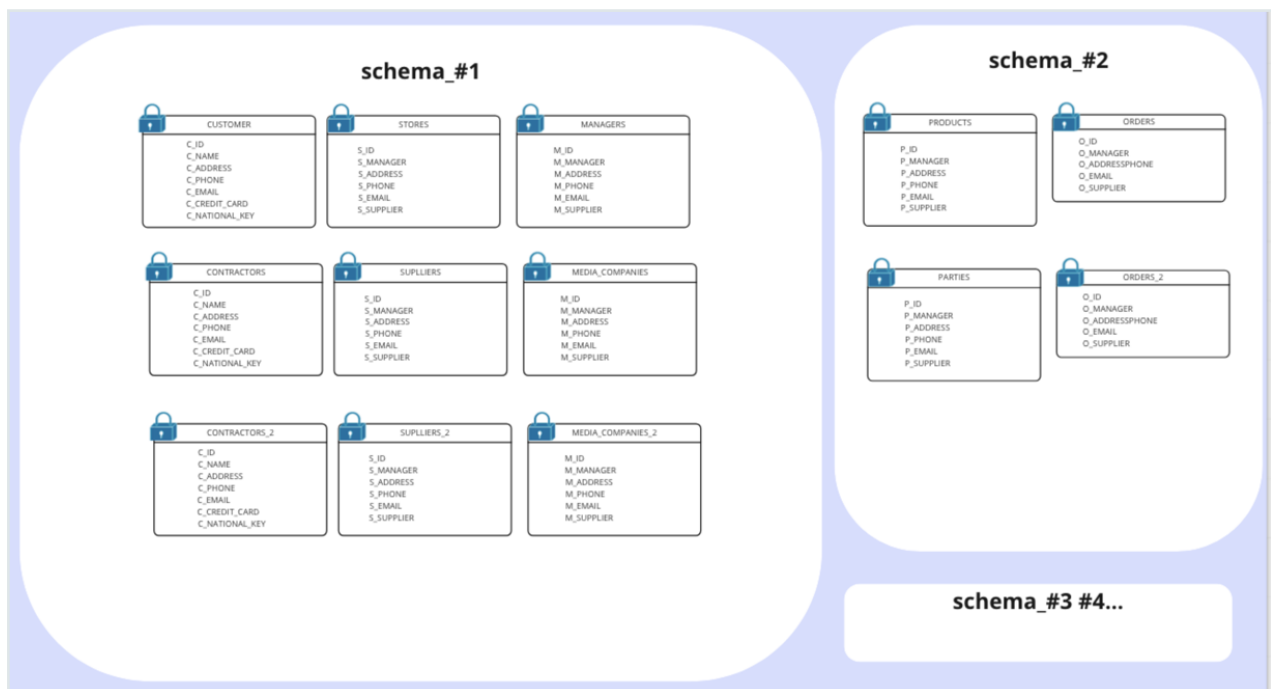 schema_#1
CUSTOMER
C_ID
C_NAME
C_ADDRESS
C_PHONE
C_EMAIL
C_CREDIT_CARD
C_NATIONAL_KEY
STORES
S_ID
S_MANAGER
S_ADDRESS
S_PHONE
S_EMAIL
S_SUPPLIER
MANAGERS
M_ID
M_MANAGER
M_ADDRESS
M_PHONE
M_EMAIL
M_SUPPLIER
CONTRACTORS
C_ID
C_NAME
C_ADDRESS
C_PHONE
C_EMAIL
C_CREDIT_CARD
C_NATIONAL_KEY
SUPLLIERS
S_ID
S_MANAGER
S_ADDRESS
S_PHONE
S_EMAIL
S_SUPPLIER
MEDIA_COMPANIES
M_ID
M_MANAGER
M_ADDRESS
M_PHONE
M_EMAIL
M_SUPPLIER
CONTRACTORS_2
C_ID
C_NAME
C_ADDRESS
C_PHONE
C_EMAIL
C_CREDIT_CARD
C_NATIONAL_KEY
SUPLLIERS_2
S_ID
S_MANAGER
S_ADDRESS
S_PHONE
S_EMAIL
S_SUPPLIER
MEDIA_COMPANIES_2
M_ID
M_MANAGER
M_ADDRESS
M_PHONE
M_EMAIL
M_SUPPLIER
schema_#2
PRODUCTS
P_ID
P_MANAGER
P_ADDRESS
P_PHONE
P_EMAIL
P_SUPPLIER
ORDERS
O_ID
O_MANAGER
O_ADDRESSPHONE
O_EMAIL
O_SUPPLIER
PARTIES
P_ID
P_MANAGER
P_ADDRESS
P_PHONE
P_EMAIL
P_SUPPLIER
ORDERS_2
O_ID
O_MANAGER
O_ADDRESSPHONE
O_EMAIL
O_SUPPLIER
schema_#3 #4...